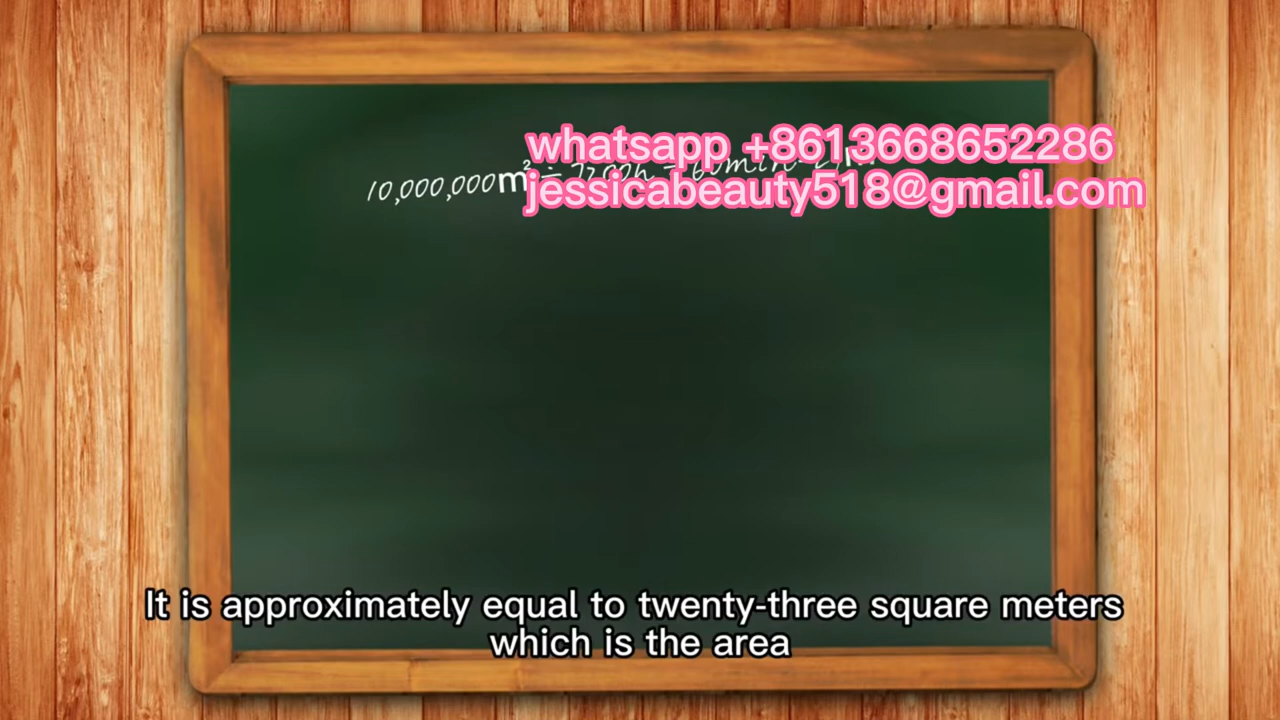 whatsapp +8613668652286
10,000,000m² ÷ 7200h
jessicabeauty518@gmail.com
It is approximately equal to twenty-three square meters
which is the area